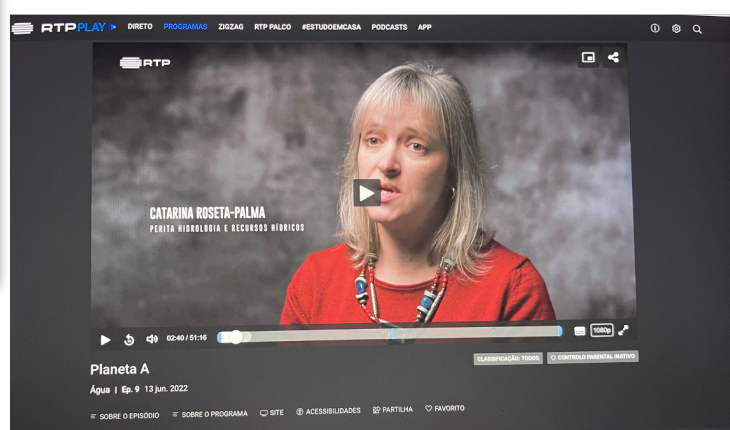 RTP PLAY DIRETO PROGRAMAS ZIGZAG RTP PALCO #ESTUDOEMCASA PODCASTS APP
RTP
CATARINA ROSETA-PALMA
PERITA HIDROLOGIA E RECURSOS HÍDRICOS
02:40 / 51:16 1080p
CLASSIFICAÇÃO: TODOS CONTROLO PARENTAL INATIVO
Planeta A
Água | Ep. 9 13 jun. 2022
SOBRE O EPISÓDIO SOBRE O PROGRAMA SITE ACESSIBILIDADES PARTILHA FAVORITO